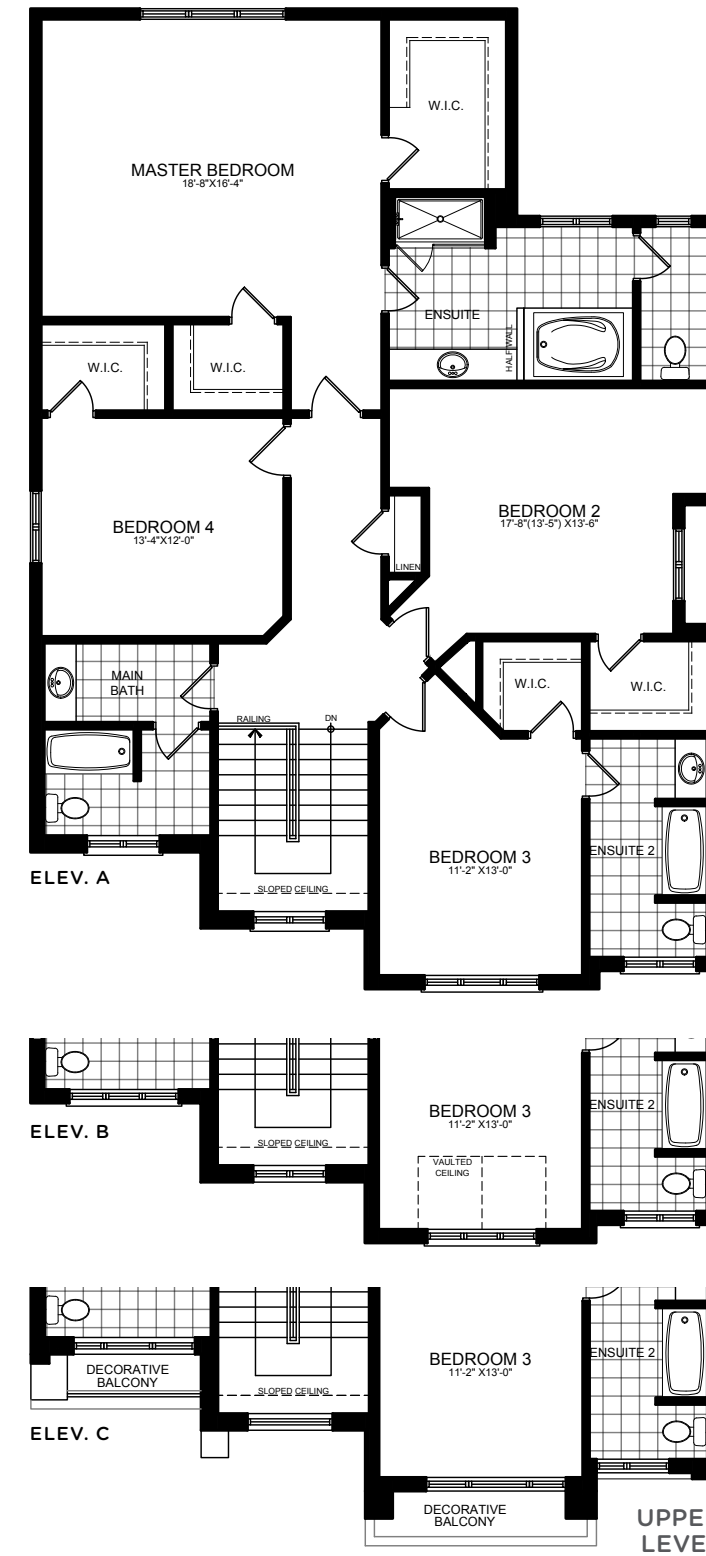 W.I.C.
MASTER BEDROOM
18'-8"X16'-4"
ENSUITE
HALF WALL
W.I.C.
W.I.C.
BEDROOM 2
17'-8"(13'-5") X13'-6"
BEDROOM 4
13'-4"X12'-0"
LINEN
MAIN
BATH
W.I.C.
W.I.C.
RAILING
DN
BEDROOM 3
11'-2" X13'-0"
ENSUITE 2
SLOPED CEILING
ELEV. A
BEDROOM 3
11'-2" X13'-0"
ENSUITE 2
SLOPED CEILING
VAULTED
CEILING
ELEV. B
BEDROOM 3
11'-2" X13'-0"
ENSUITE 2
DECORATIVE
BALCONY
SLOPED CEILING
ELEV. C
DECORATIVE
BALCONY
UPPE
LEVE